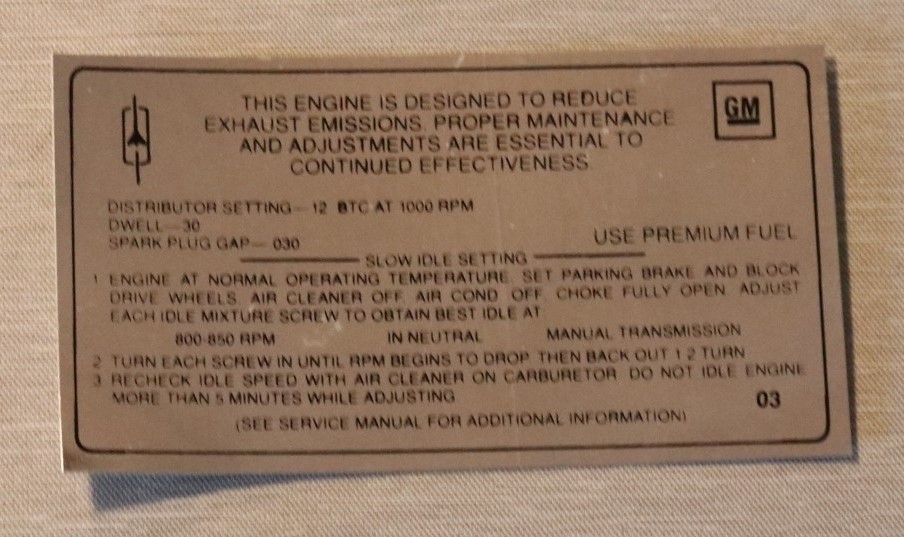 THIS ENGINE IS DESIGNED TO REDUCE
EXHAUST EMISSIONS. PROPER MAINTENANCE
AND ADJUSTMENTS ARE ESSENTIAL TO
CONTINUED EFFECTIVENESS.
GM
DISTRIBUTOR SETTING—12 BTC AT 1000 RPM
DWELL—30
SPARK PLUG GAP—.030
USE PREMIUM FUEL
SLOW IDLE SETTING
1 ENGINE AT NORMAL OPERATING TEMPERATURE. SET PARKING BRAKE AND BLOCK
DRIVE WHEELS. AIR CLEANER OFF. AIR COND. OFF. CHOKE FULLY OPEN. ADJUST
EACH IDLE MIXTURE SCREW TO OBTAIN BEST IDLE AT
800-850 RPM IN NEUTRAL MANUAL TRANSMISSION
2 TURN EACH SCREW IN UNTIL RPM BEGINS TO DROP THEN BACK OUT 1/2 TURN
3 RECHECK IDLE SPEED WITH AIR CLEANER ON CARBURETOR. DO NOT IDLE ENGINE
MORE THAN 5 MINUTES WHILE ADJUSTING
03
(SEE SERVICE MANUAL FOR ADDITIONAL INFORMATION)